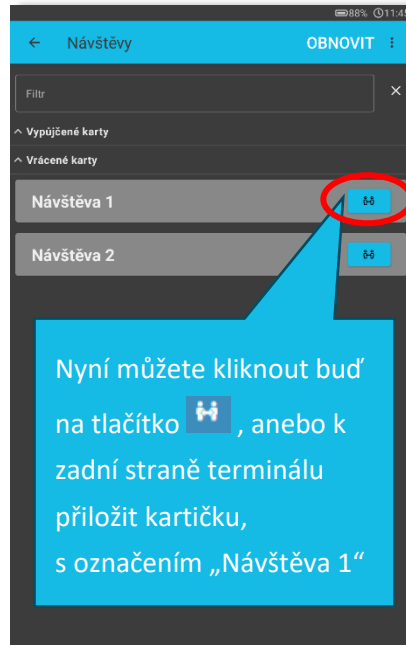 88% 11:45
Návštěvy OBNOVIT
Filtr
Vypůjčené karty
Vrácené karty
Návštěva 1
Návštěva 2
Nyní můžete kliknout buď
na tlačítko , anebo k
zadní straně terminálu
přiložit kartičku,
s označením „Návštěva 1“